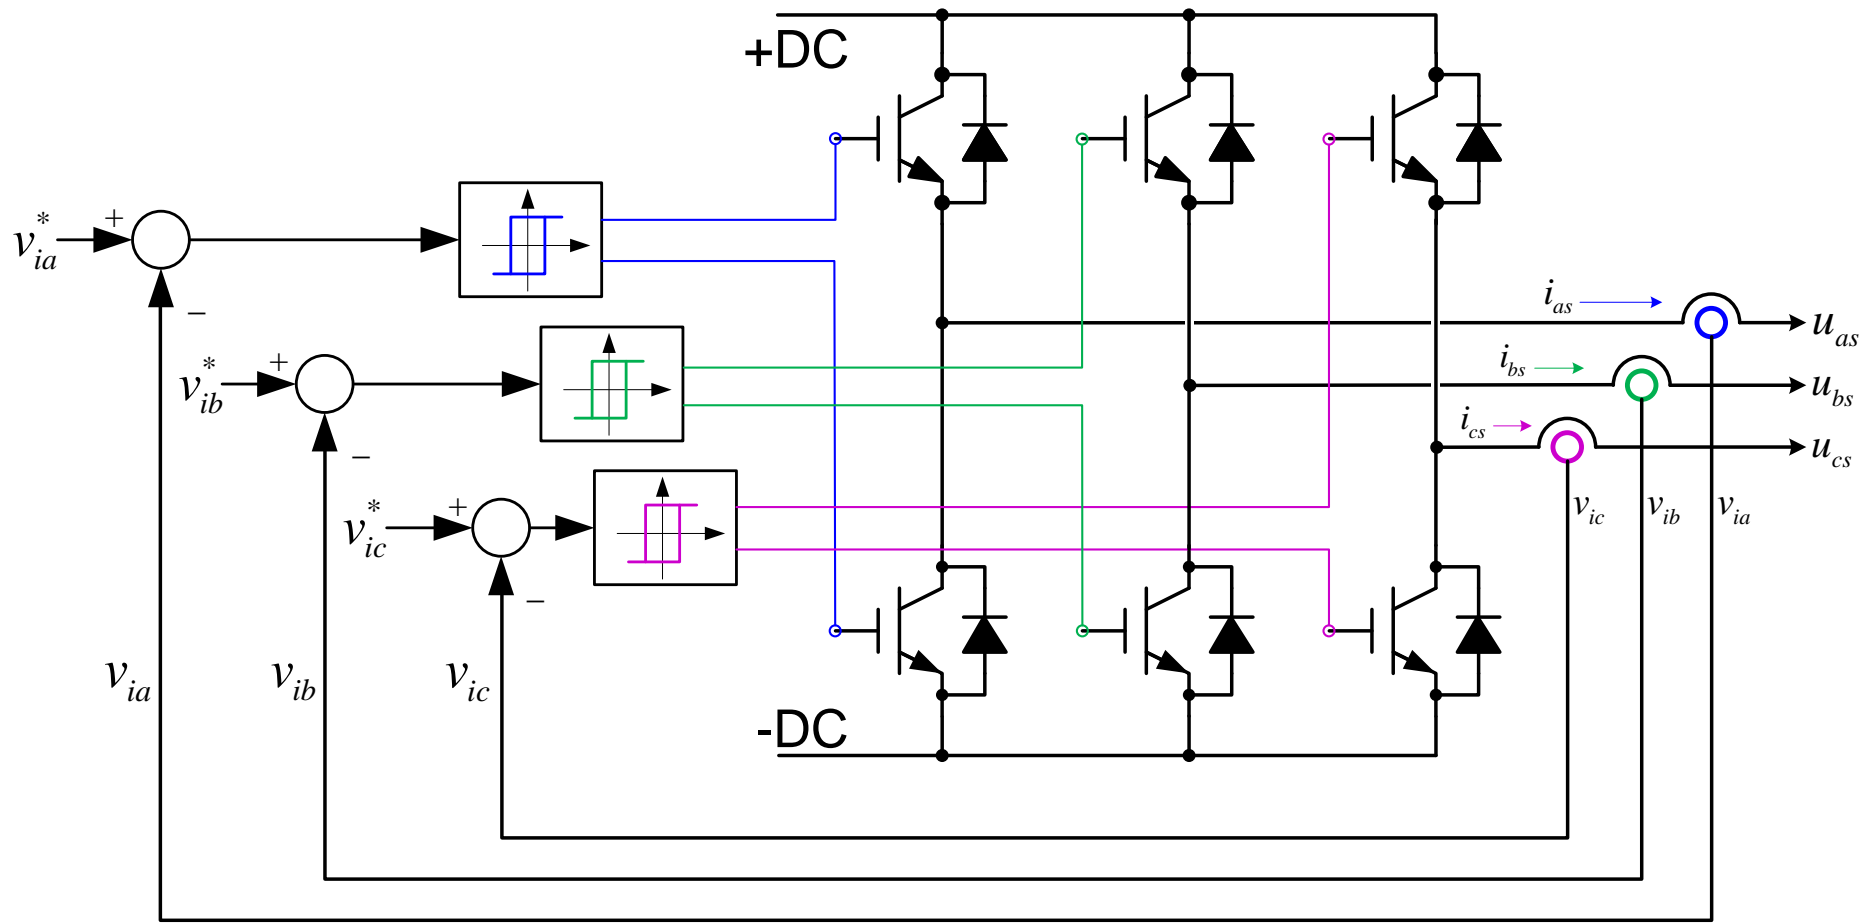 +DC
v*ia
+
−
v*ib
+
−
v*ic
+
−
ias
uas
ibs
ubs
ics
ucs
vic
vib
via
via
vib
vic
-DC